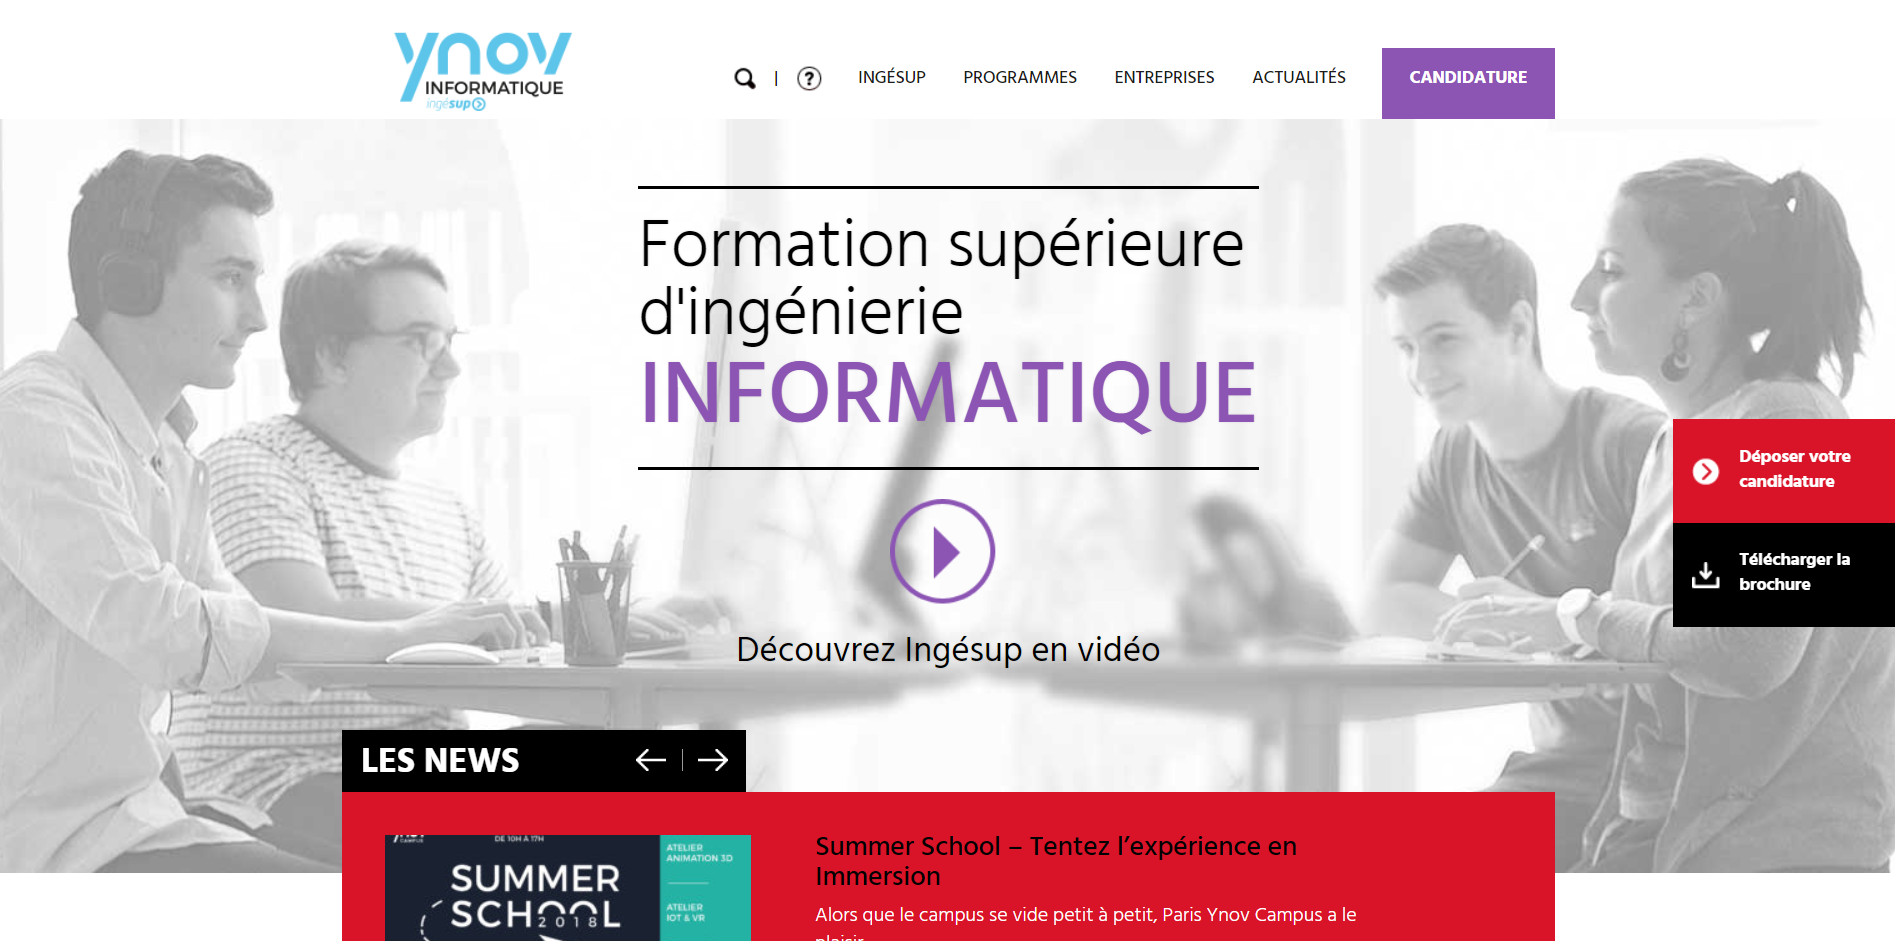 ynov
INFORMATIQUE
ingésup
INGÉSUP
PROGRAMMES
ENTREPRISES
ACTUALITÉS
CANDIDATURE
Formation supérieure
d'ingénierie
INFORMATIQUE
Déposer votre
candidature
Télécharger la
brochure
Découvrez Ingésup en vidéo
LES NEWS
CAMPUS
DE 10H À 17H
SUMMER
SCHOOL
2018
ATELIER
ANIMATION 3D
ATELIER
IOT & VR
Summer School – Tentez l’expérience en
Immersion
Alors que le campus se vide petit à petit, Paris Ynov Campus a le
plaisir